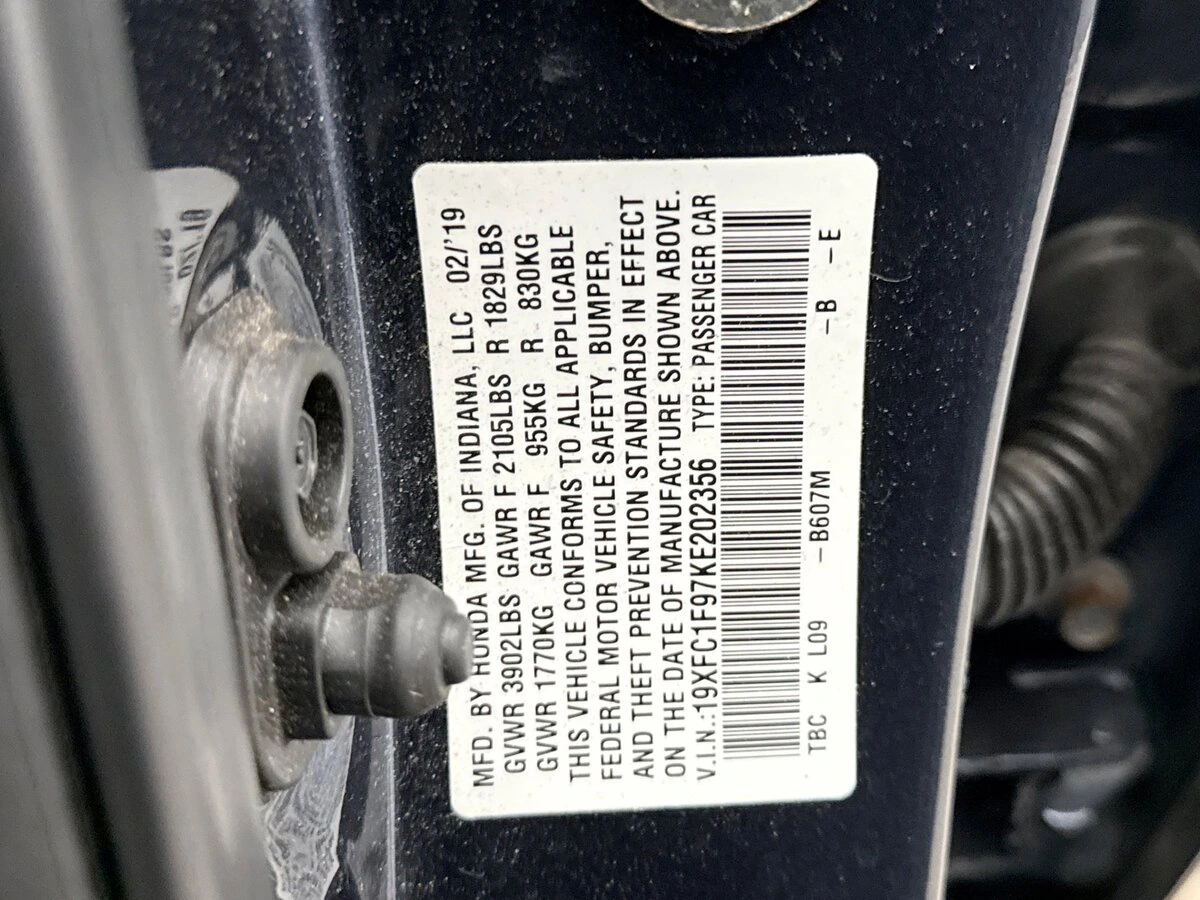 MFD. BY HONDA MFG. OF INDIANA, LLC 02/'19
GVWR 3902LBS GAWR F 2105LBS R 1829LBS
GVWR 1770KG GAWR F 955KG R 830KG
THIS VEHICLE CONFORMS TO ALL APPLICABLE
FEDERAL MOTOR VEHICLE SAFETY, BUMPER,
AND THEFT PREVENTION STANDARDS IN EFFECT
ON THE DATE OF MANUFACTURE SHOWN ABOVE.
V.I.N.:19XFC1F97KE202356 TYPE: PASSENGER CAR
TBC K L09 -B607M -B -E